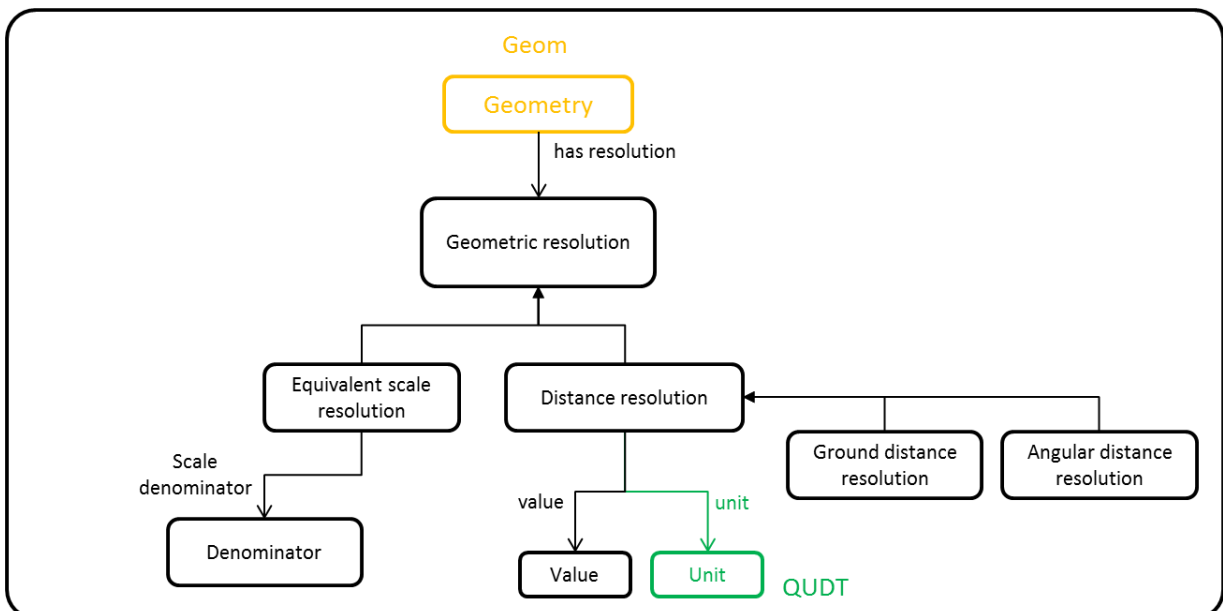 Geom
Geometry
has resolution
Geometric resolution
Equivalent scale
resolution
Distance resolution
Ground distance
resolution
Angular distance
resolution
Scale
denominator
value
unit
Denominator
Value
Unit
QUDT